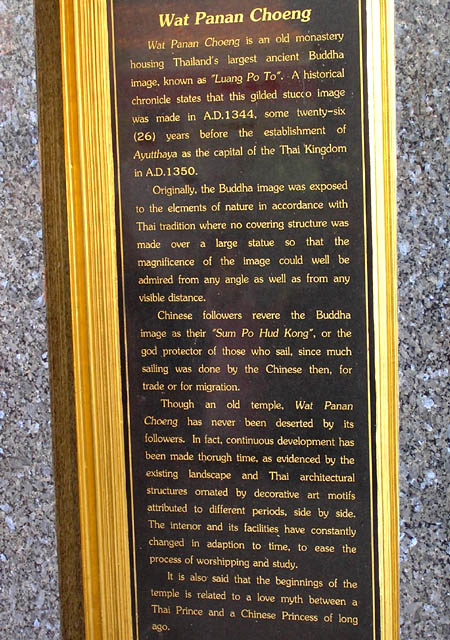 Wat Panan Choeng
Wat Panan Choeng is an old monastery
housing Thailand's largest ancient Buddha
image, known as "Luang Po To". A historical
chronicle states that this gilded stucco image
was made in A.D.1344, some twenty-six
(26) years before the establishment of
Ayutthaya as the capital of the Thai Kingdom
in A.D.1350.
Originally, the Buddha image was exposed
to the elements of nature in accordance with
Thai tradition where no covering structure was
made over a large statue so that the
magnificence of the image could well be
admired from any angle as well as from any
visible distance.
Chinese followers revere the Buddha
image as their "Sum Po Hud Kong", or the
god protector of those who sail, since much
sailing was done by the Chinese then, for
trade or for migration.
Though an old temple, Wat Panan
Choeng has never been deserted by its
followers. In fact, continuous development has
been made thorugh time, as evidenced by the
existing landscape and Thai architectural
structures ornated by decorative art motifs
attributed to different periods, side by side.
The interior and its facilities have constantly
changed in adaption to time, to ease the
process of worshipping and study.
It is also said that the beginnings of the
temple is related to a love myth between a
Thai Prince and a Chinese Princess of long
ago.